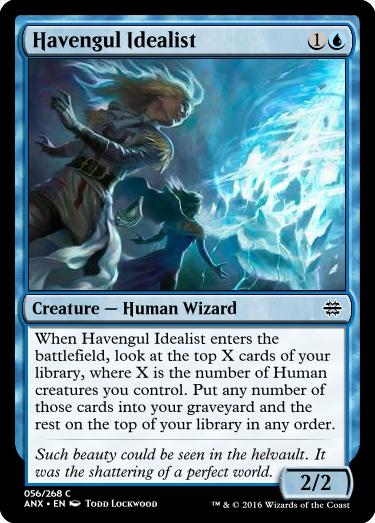 Havengul Idealist 1
Creature — Human Wizard
When Havengul Idealist enters the
battlefield, look at the top X cards of your
library, where X is the number of Human
creatures you control. Put any number of
those cards into your graveyard and the
rest on the top of your library in any order.
Such beauty could be seen in the helvault. It
was the shattering of a perfect world.
2/2
056/268 C
ANX • EN Todd Lockwood
™ & © 2016 Wizards of the Coast